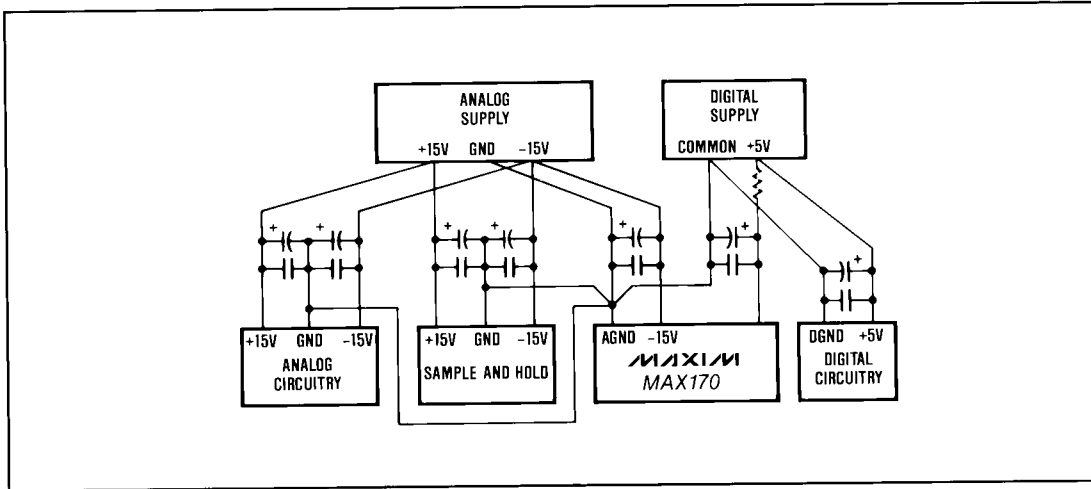 ANALOG
SUPPLY
+15V GND -15V
DIGITAL
SUPPLY
COMMON +5V
+ +
+ +
+
+
+
+15V GND -15V
ANALOG
CIRCUITRY
+15V GND -15V
SAMPLE AND HOLD
AGND -15V
MAXIM
MAX170
DGND +5V
DIGITAL
CIRCUITRY